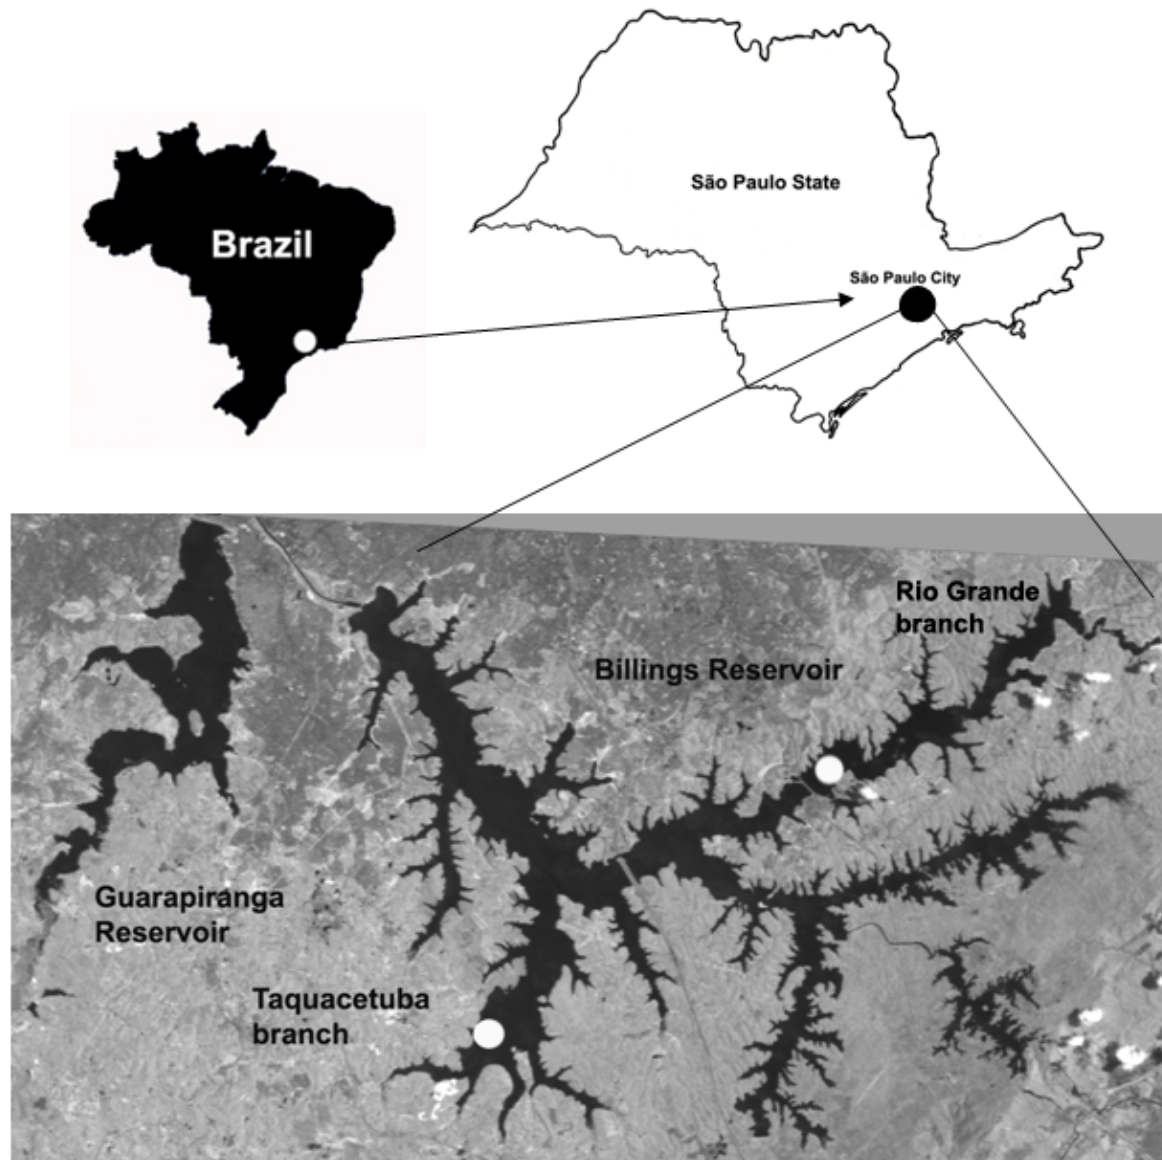 São Paulo State
Brazil
São Paulo City
Rio Grande
branch
Billings Reservoir
Guarapiranga
Reservoir
Taquacetuba
branch